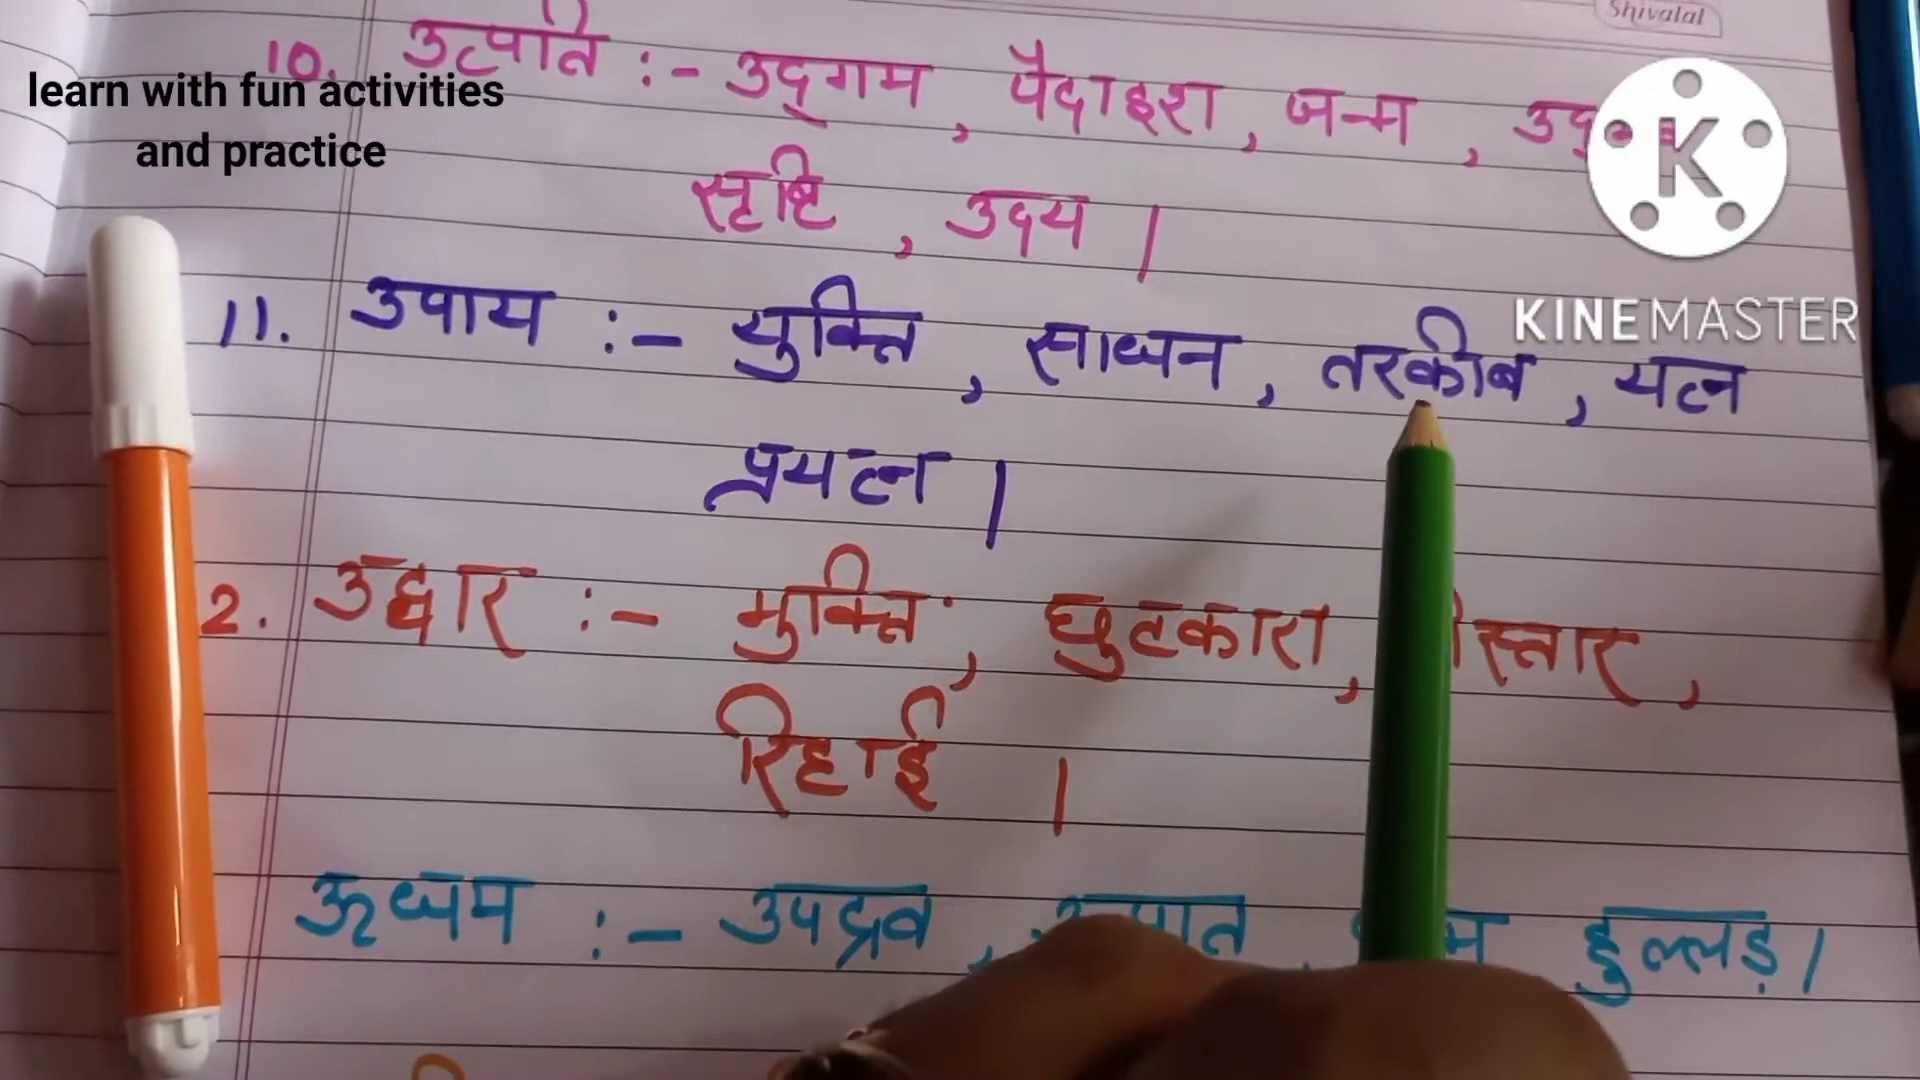 Shivalal
10. उत्पति :- उद्‌गम, पैदाइश, जन्म,
learn with fun activities
and practice
सृष्टि, उदय।
11. उपाय :- युक्ति, साधन, तरकीब, यत्न
KINEMASTER
प्रयत्न।
2. उद्धार :- मुक्ति, छुटकारा,
रिहाई।
ऊधम :- उपद्रव, हुल्लड़।